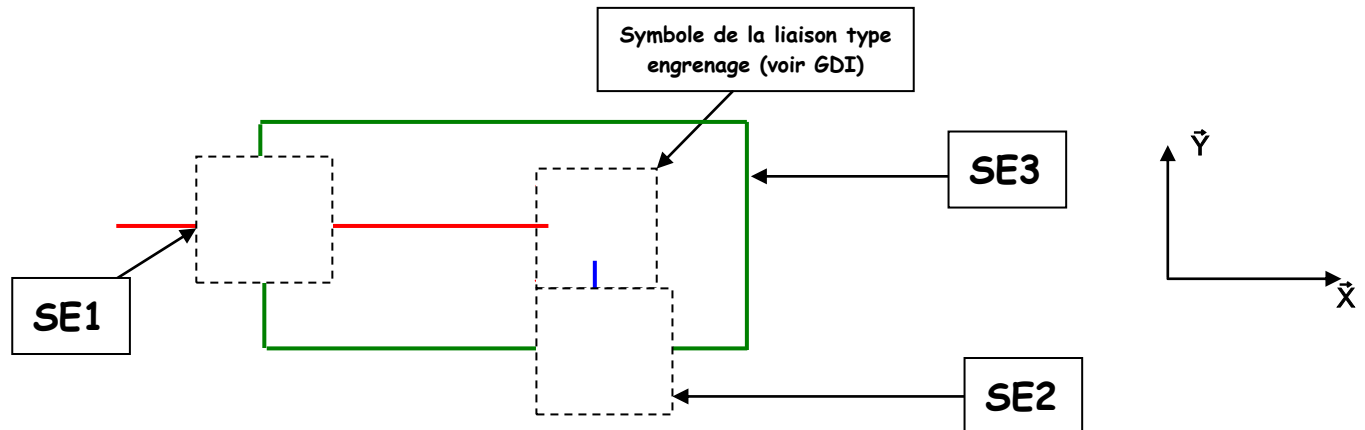 Symbole de la liaison type
engrenage (voir GDI)
SE3
Y⃗
X⃗
SE1
SE2